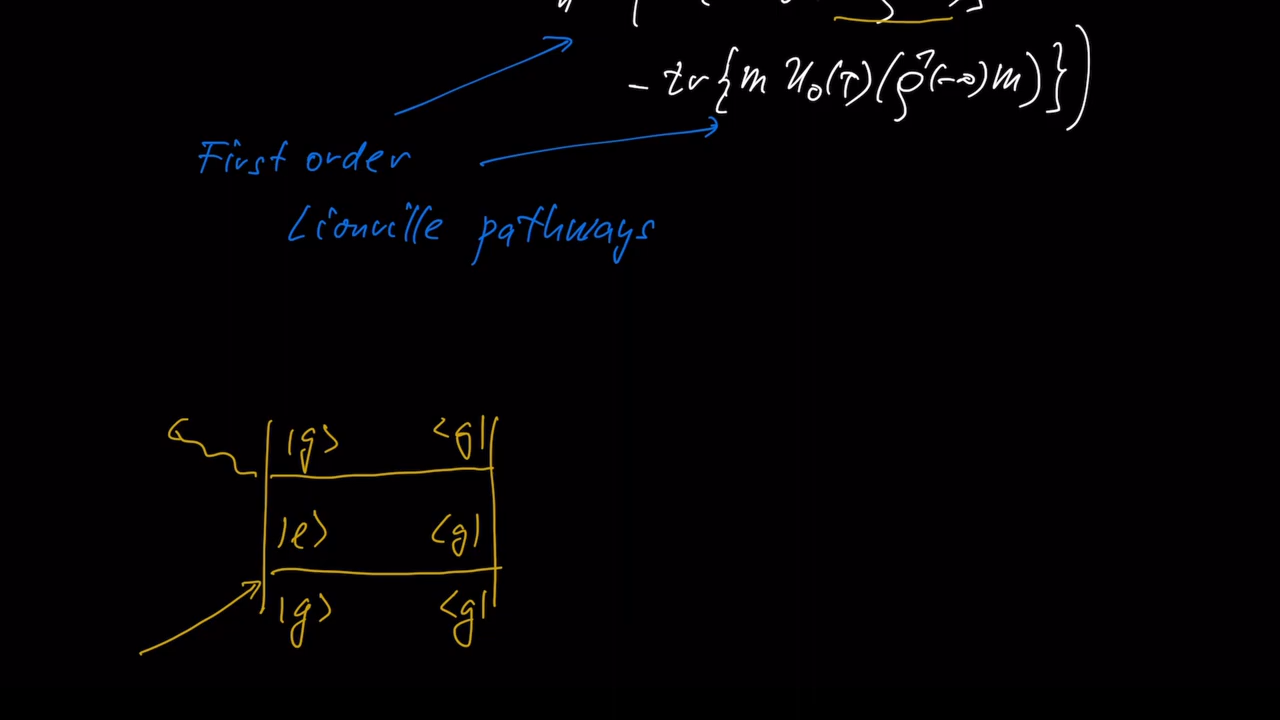 - tr{m U₀(τ)(ρ̂(-∞)m)})
First order
Liouville pathways
|g⟩ ⟨g|
|e⟩ ⟨g|
|g⟩ ⟨g|